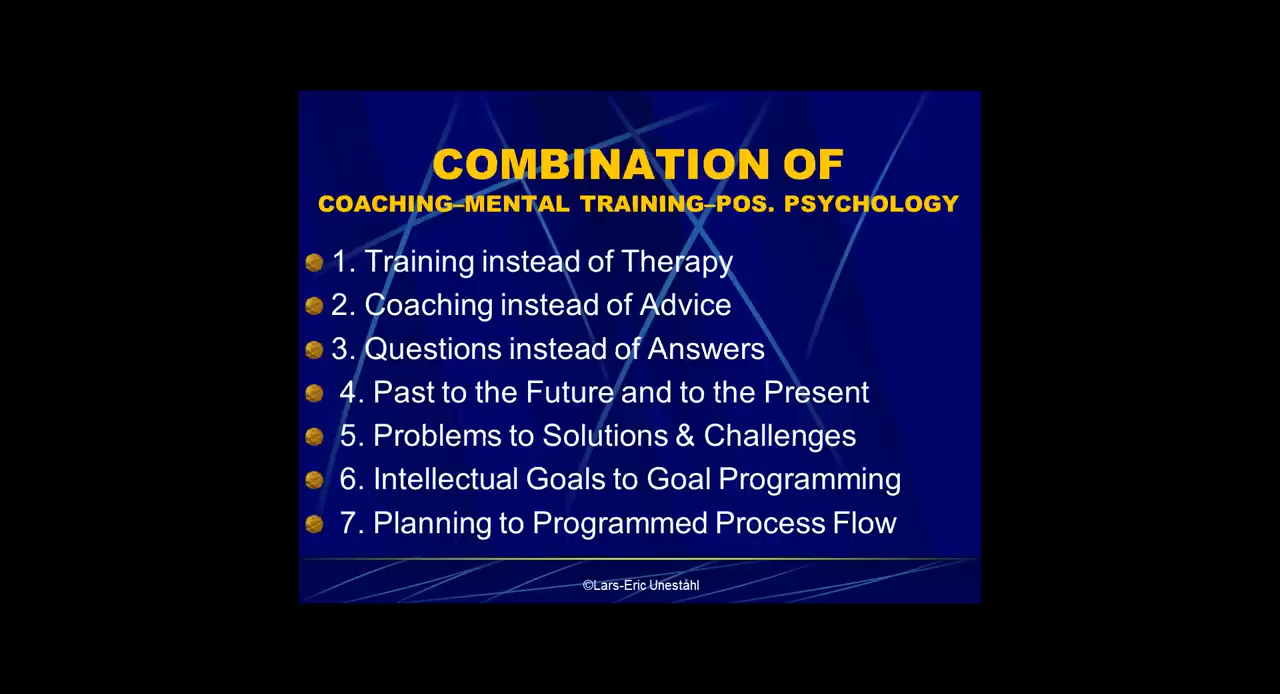 COMBINATION OF
COACHING–MENTAL TRAINING–POS. PSYCHOLOGY
1. Training instead of Therapy
2. Coaching instead of Advice
3. Questions instead of Answers
4. Past to the Future and to the Present
5. Problems to Solutions & Challenges
6. Intellectual Goals to Goal Programming
7. Planning to Programmed Process Flow
©Lars-Eric Uneståhl